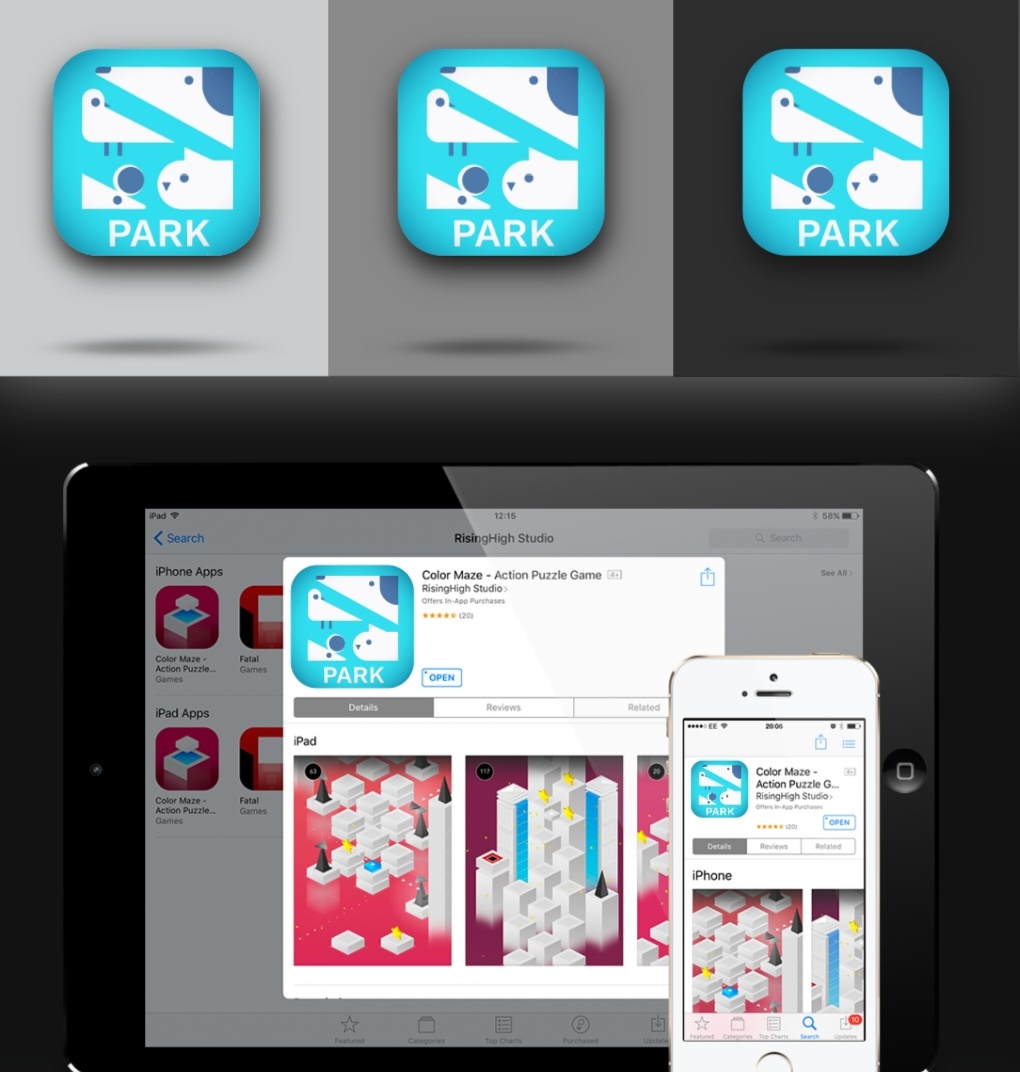 PARK
PARK
PARK
iPad
12:15
58%
Search
RisingHigh Studio
Search
iPhone Apps
See All
Color Maze -
Action Puzzle...
Games
Fatal
Games
iPad Apps
Color Maze -
Action Puzzle...
Games
Fatal
Games
PARK
Color Maze - Action Puzzle Game 4+
RisingHigh Studio
Offers In-App Purchases
(20)
OPEN
Details
Reviews
Related
iPad
63
117
20
Featured
Categories
Top Charts
Purchased
Update
EE
20:06
PARK
Color Maze -
Action Puzzle G...
RisingHigh Studio
Offers In-App Purchases
(20)
OPEN
Details
Reviews
Related
iPhone
Featured
Categories
Top Charts
Search
Updates
10